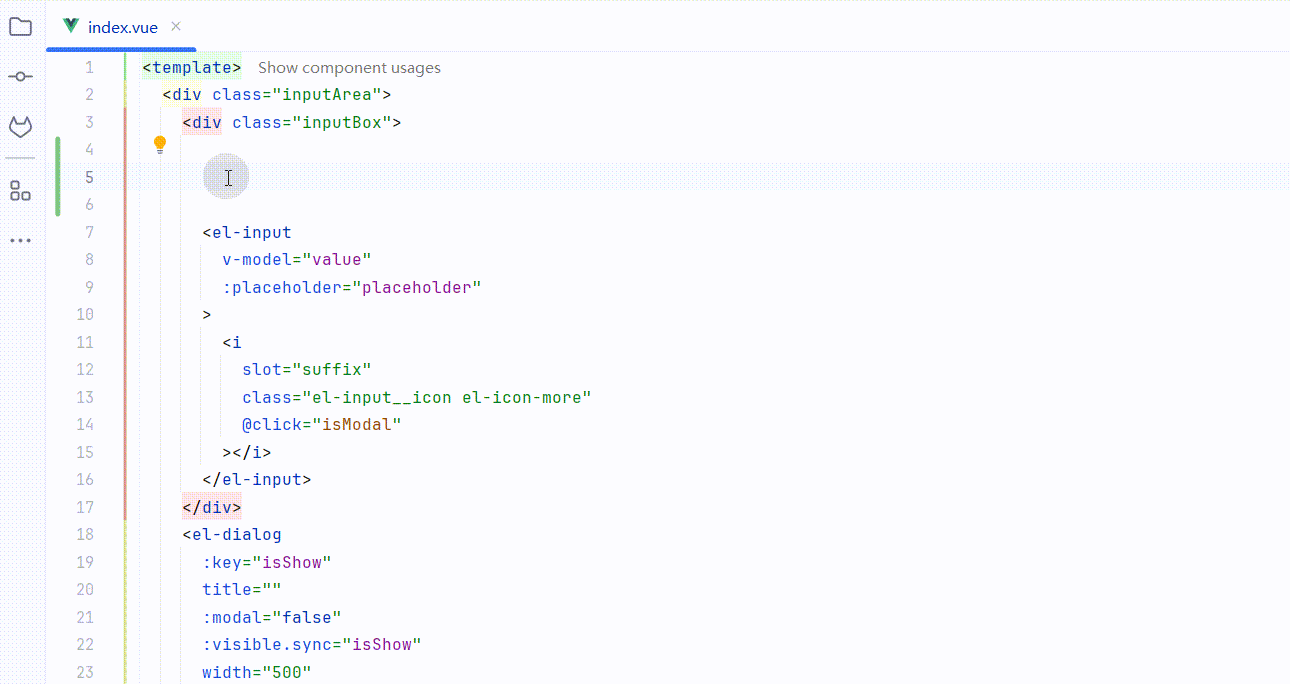 index.vue ×
1 <template> Show component usages
2 <div class="inputArea">
3 <div class="inputBox">
4
5
6
7 <el-input
8 v-model="value"
9 :placeholder="placeholder"
10 >
11 <i
12 slot="suffix"
13 class="el-input__icon el-icon-more"
14 @click="isModal"
15 ></i>
16 </el-input>
17 </div>
18 <el-dialog
19 :key="isShow"
20 title=""
21 :modal="false"
22 :visible.sync="isShow"
23 width="500"